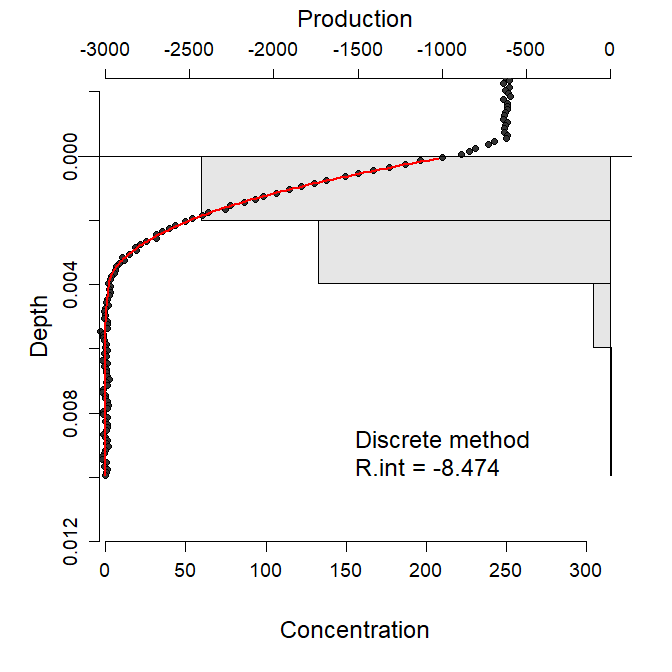 Production
-3000 -2500 -2000 -1500 -1000 -500 0
0.000
0.004
0.008
0.012
Depth
Discrete method
R.int = -8.474
0 50 100 150 200 250 300
Concentration